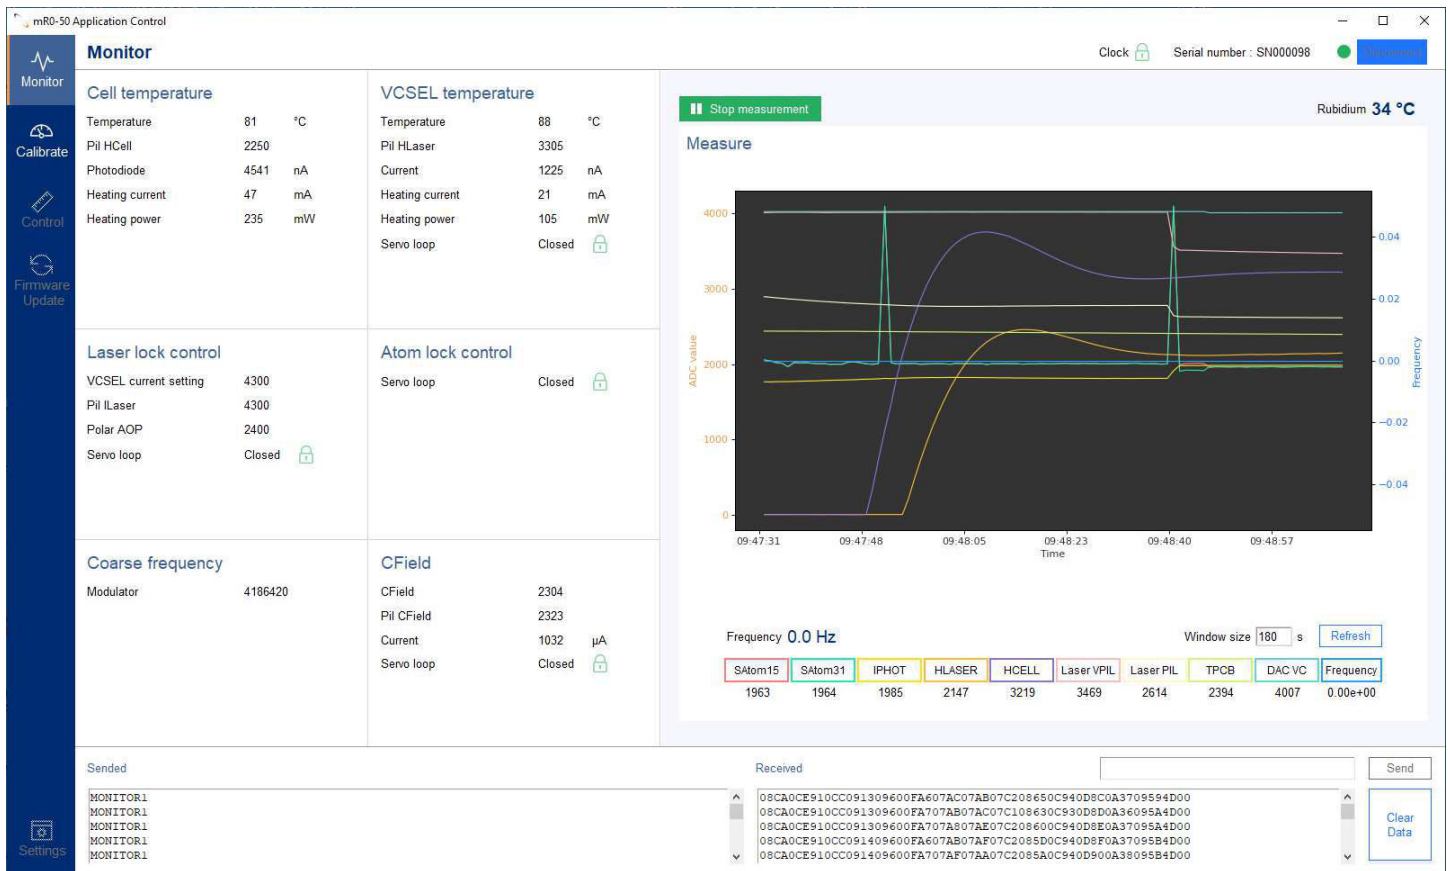 mR0-50 Application Control
Monitor
Monitor
Clock
Serial number : SN000098
Calibrate
Control
Firmware
Update
Settings
Cell temperature
Temperature 81 °C
Pil HCell 2250
Photodiode 4541 nA
Heating current 47 mA
Heating power 235 mW
VCSEL temperature
Temperature 88 °C
Pil HLaser 3305
Current 1225 nA
Heating current 21 mA
Heating power 105 mW
Servo loop Closed
Laser lock control
VCSEL current setting 4300
Pil ILaser 4300
Polar AOP 2400
Servo loop Closed
Atom lock control
Servo loop Closed
Coarse frequency
Modulator 4186420
CField
CField 2304
Pil CField 2323
Current 1032 µA
Servo loop Closed
Stop measurement
Rubidium 34 °C
Measure
4000
3000
2000
1000
0
ADC value
0.04
0.02
0.00
−0.02
−0.04
Frequency
09:47:31 09:47:48 09:48:05 09:48:23 09:48:40 09:48:57
Time
Frequency 0.0 Hz
Window size 180 s Refresh
SAtom15 SAtom31 IPHOT HLASER HCELL Laser VPIL Laser PIL TPCB DAC VC Frequency
1963 1964 1985 2147 3219 3469 2614 2394 4007 0.00e+00
Sended
MONITOR1
MONITOR1
MONITOR1
MONITOR1
MONITOR1
Received
Send
08CA0CE910CC091309600FA607AC07AB07C208650C940D8C0A3709594D00
08CA0CE910CC091309600FA707AB07AC07C108630C930D8D0A36095A4D00
08CA0CE910CC091309600FA707A807AE07C208600C940D8E0A37095A4D00
08CA0CE910CC091409600FA607AB07AF07C2085D0C940D8F0A37095B4D00
08CA0CE910CC091409600FA707AF07AA07C2085A0C940D900A38095B4D00
Clear
Data